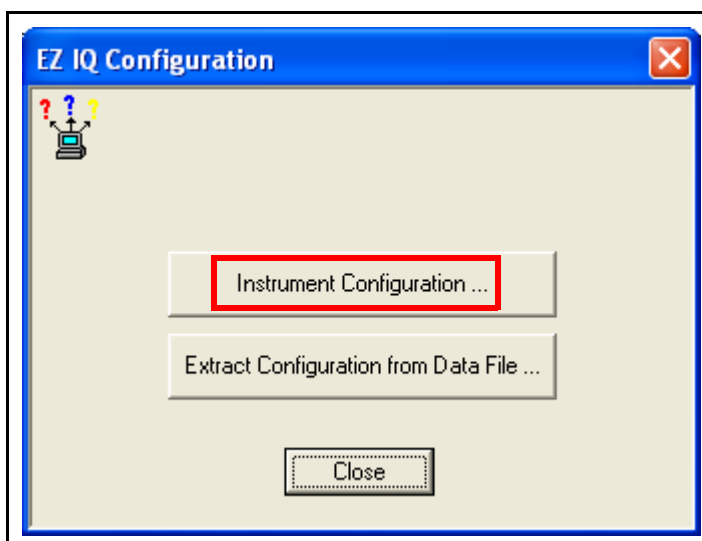 EZ IQ Configuration
? ? ?
Instrument Configuration ...
Extract Configuration from Data File ...
Close